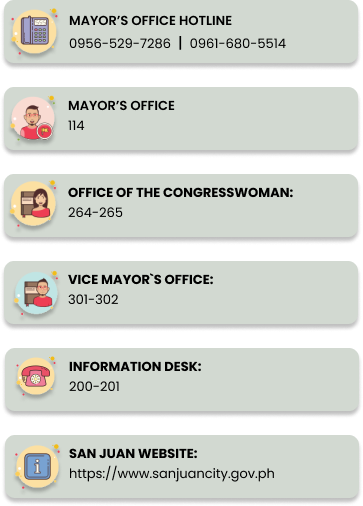 MAYOR'S OFFICE HOTLINE
0956-529-7286 | 0961-680-5514
MAYOR'S OFFICE
114
OFFICE OF THE CONGRESSWOMAN:
264-265
VICE MAYOR`S OFFICE:
301-302
INFORMATION DESK:
200-201
SAN JUAN WEBSITE:
https://www.sanjuancity.gov.ph